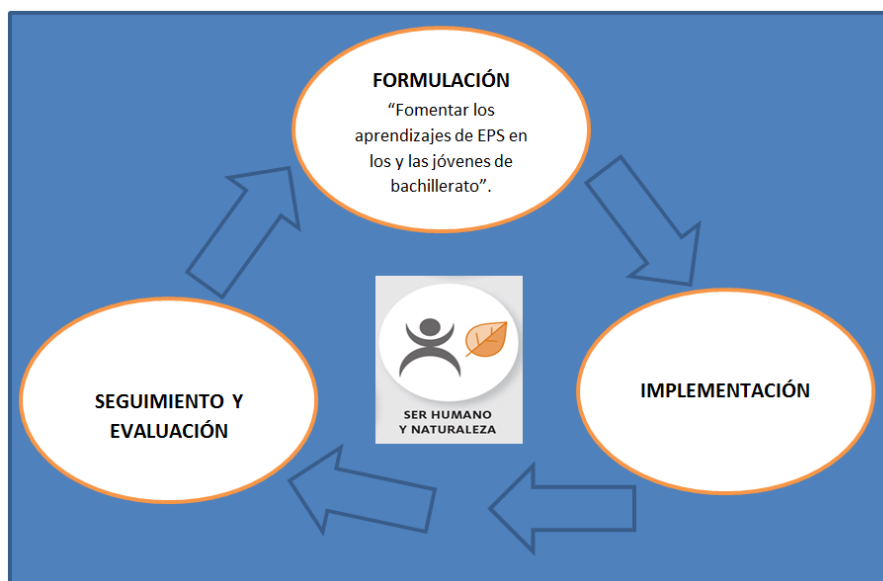 FORMULACIÓN
“Fomentar los
aprendizajes de EPS en
los y las jóvenes de
bachillerato”.
SEGUIMIENTO Y
EVALUACIÓN
SER HUMANO
Y NATURALEZA
IMPLEMENTACIÓN